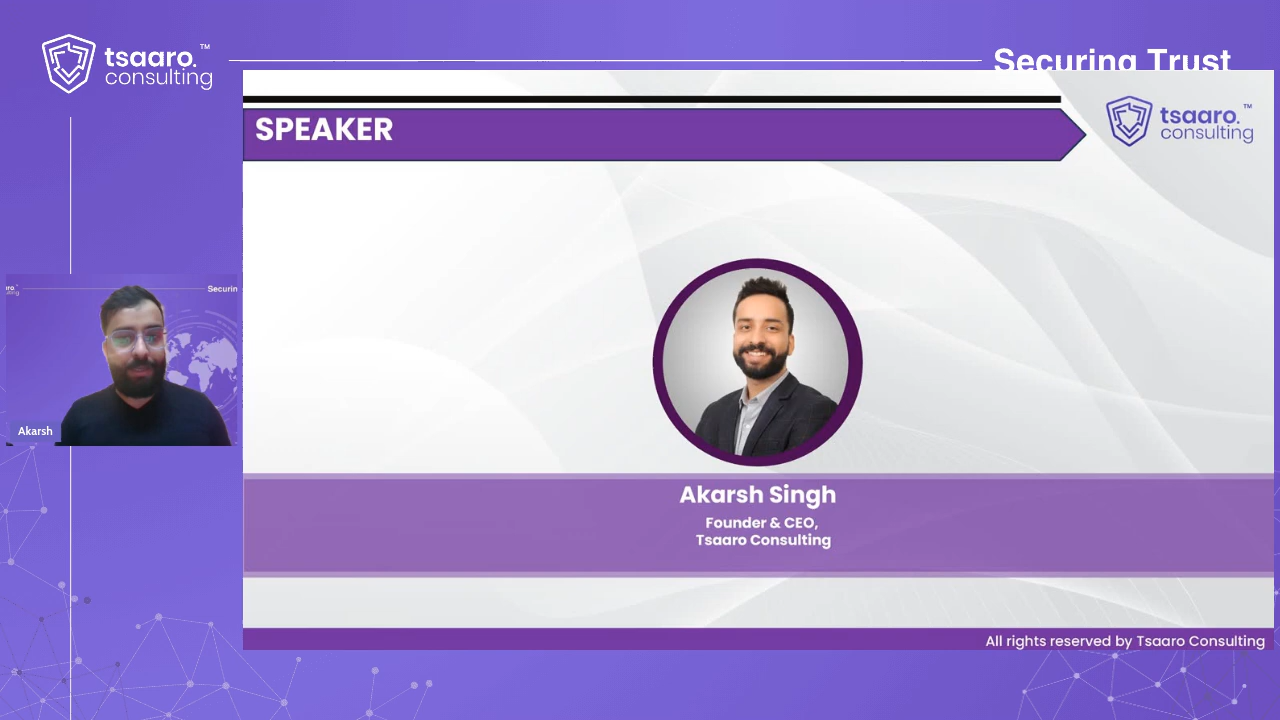 tsaaro.™
consulting
Securing Trust
SPEAKER
tsaaro.™
consulting
Securin
Akarsh
Akarsh Singh
Founder & CEO,
Tsaaro Consulting
All rights reserved by Tsaaro Consulting